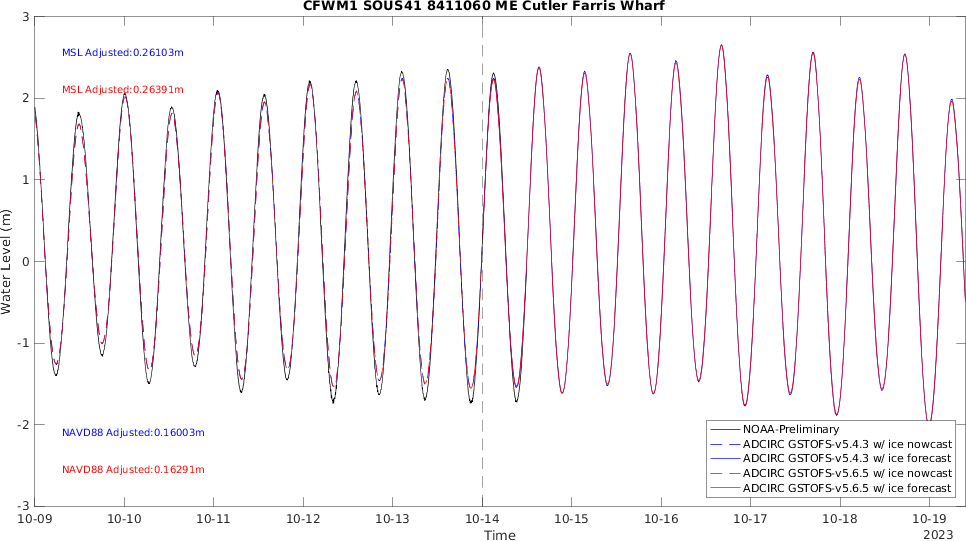 CFWM1 SOUS41 8411060 ME Cutler Farris Wharf
3
2
1
0
-1
-2
-3
Water Level (m)
MSL Adjusted:0.26103m
MSL Adjusted:0.26391m
NAVD88 Adjusted:0.16003m
NAVD88 Adjusted:0.16291m
NOAA-Preliminary
ADCIRC GSTOFS-v5.4.3 w/ ice nowcast
ADCIRC GSTOFS-v5.4.3 w/ ice forecast
ADCIRC GSTOFS-v5.6.5 w/ ice nowcast
ADCIRC GSTOFS-v5.6.5 w/ ice forecast
10-09 10-10 10-11 10-12 10-13 10-14 10-15 10-16 10-17 10-18 10-19
Time
2023